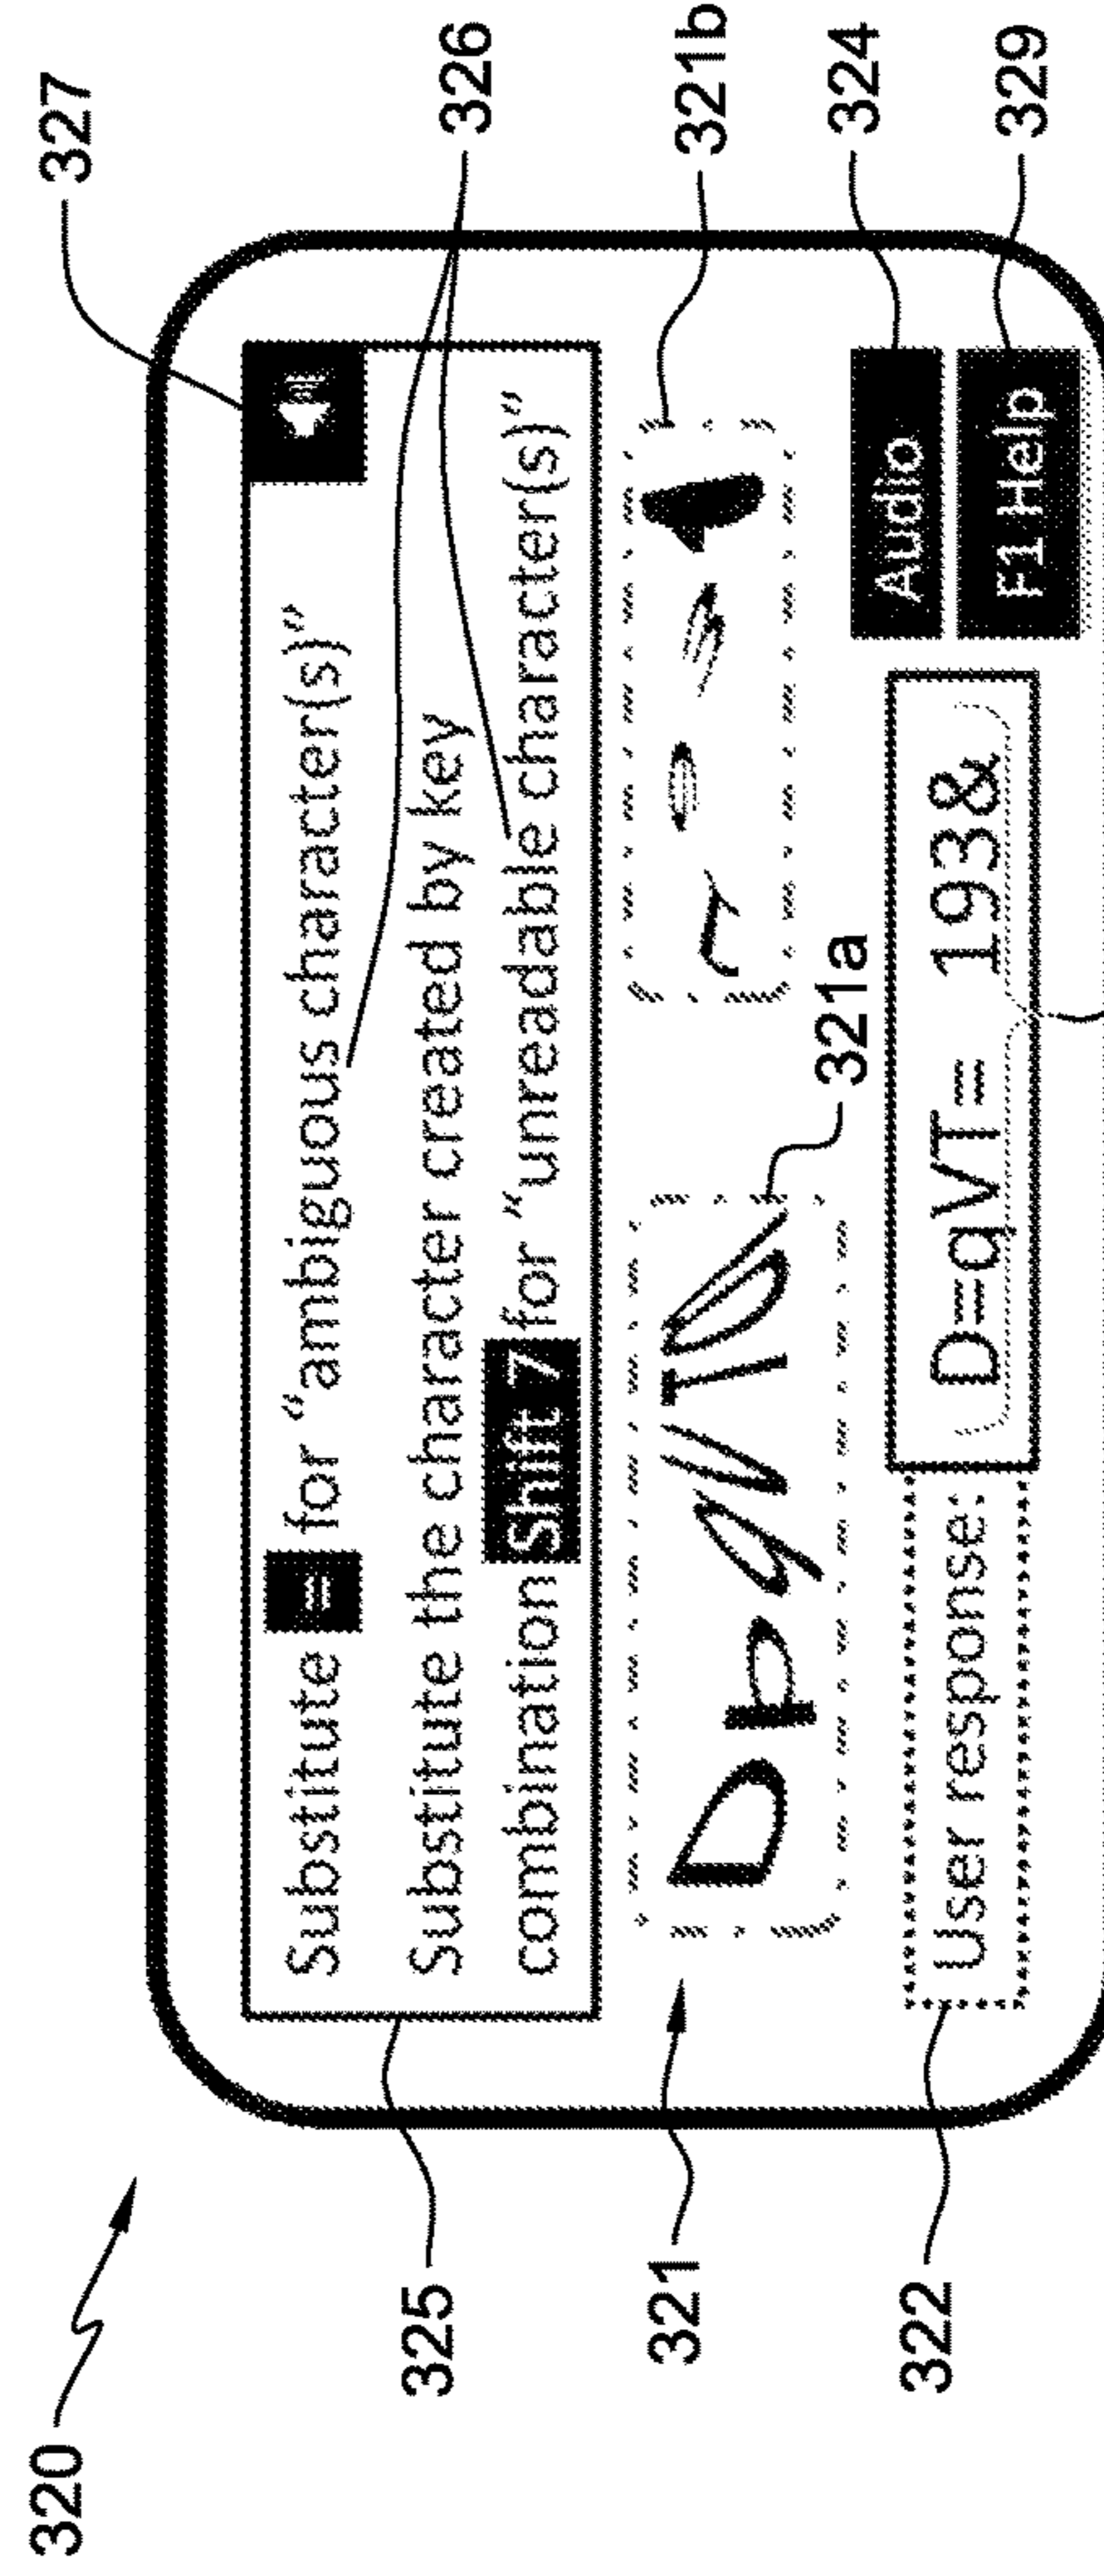 320
327
326
Substitute = for “ambiguous character(s)”
Substitute the character created by key
combination Shift 7 for “unreadable character(s)”
325
321
321a
321b
322
User response:
D=qVT= 193&
Audio
324
F1 Help
329